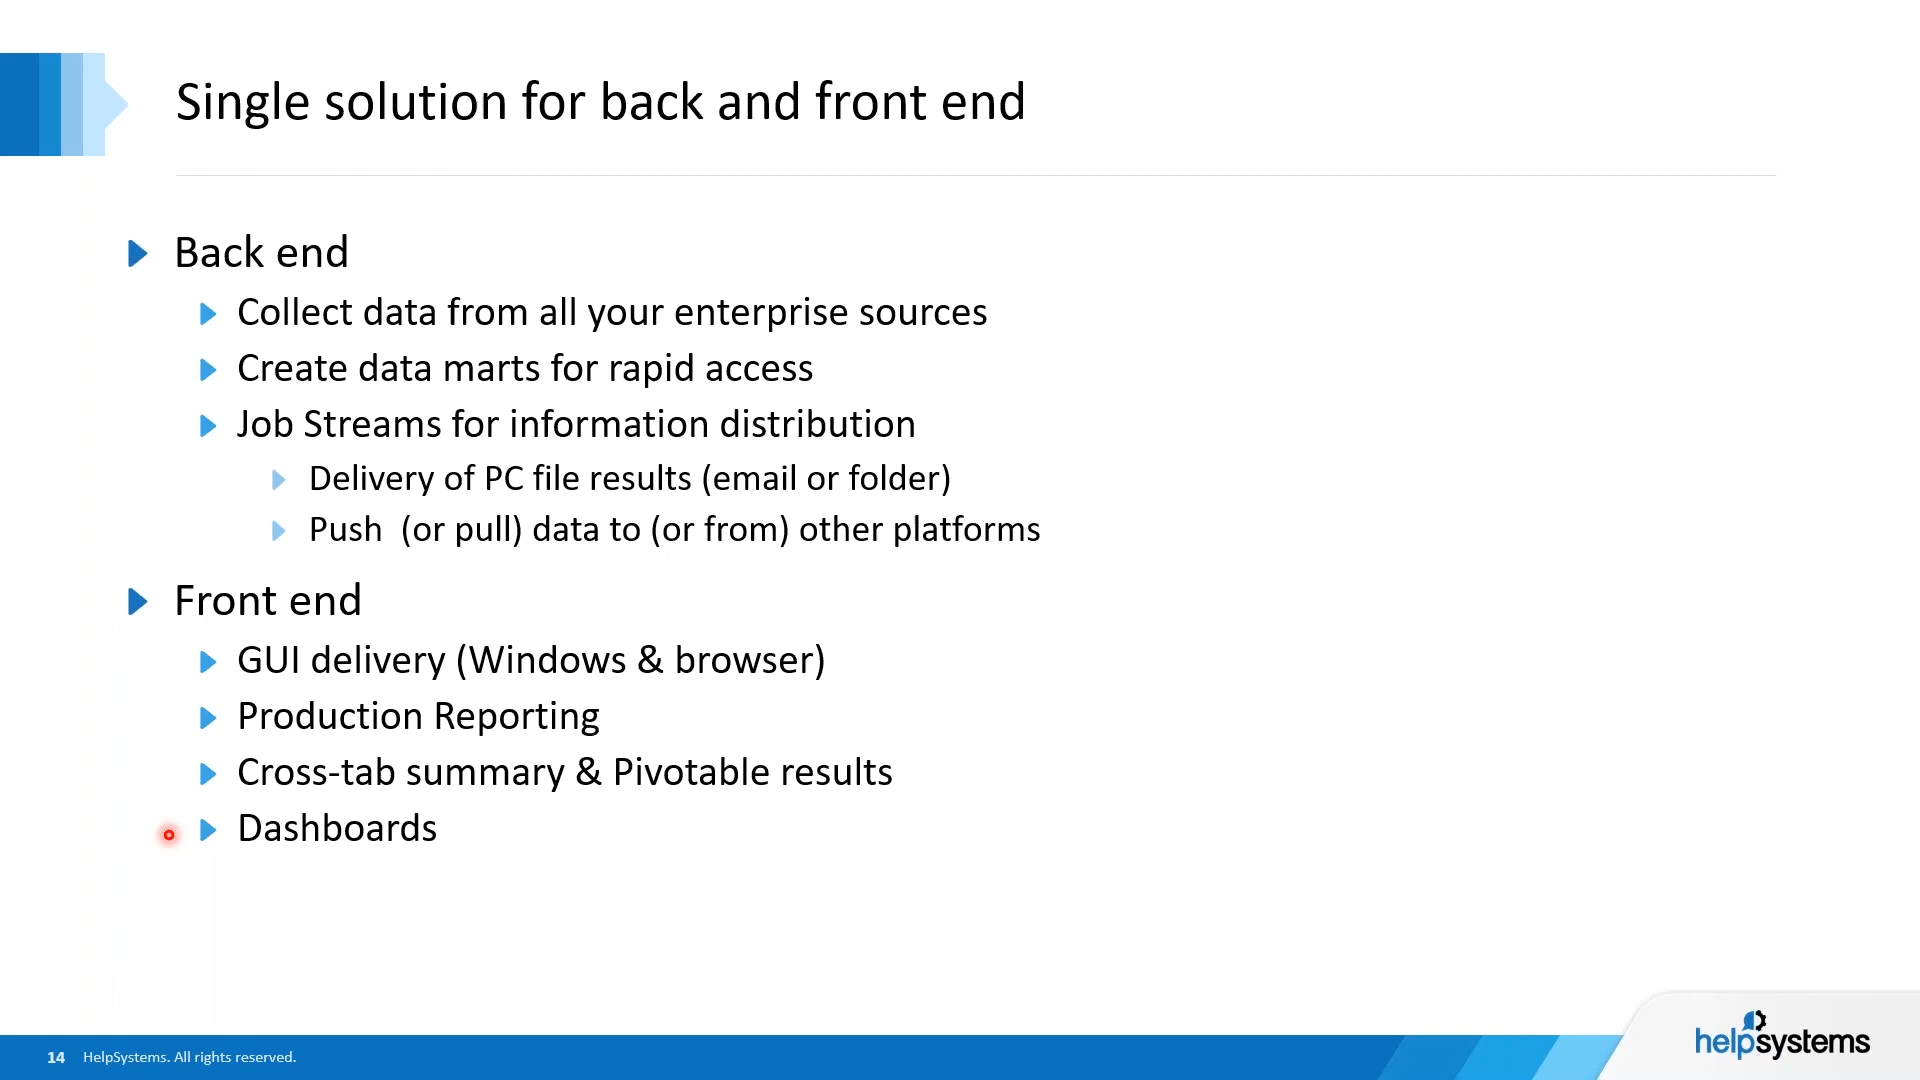 Single solution for back and front end
Back end
Collect data from all your enterprise sources
Create data marts for rapid access
Job Streams for information distribution
Delivery of PC file results (email or folder)
Push  (or pull) data to (or from) other platforms
Front end
GUI delivery (Windows & browser)
Production Reporting
Cross-tab summary & Pivotable results
Dashboards
14 HelpSystems. All rights reserved.
helpsystems